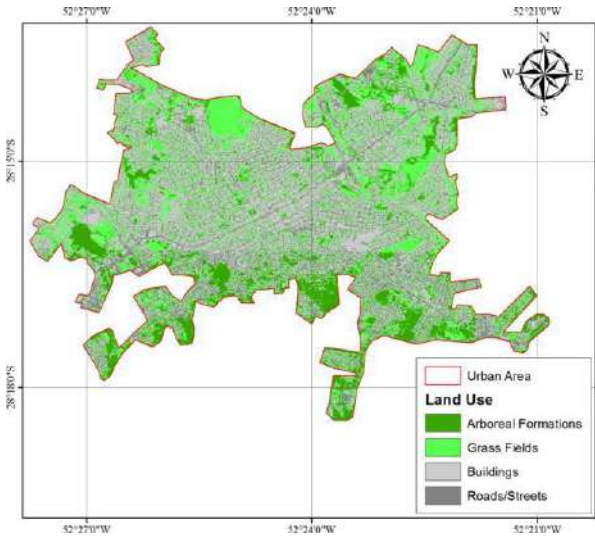 52°27'0"W 52°24'0"W 52°21'0"W
N
W E
S
28°15'0"S
28°18'0"S
Urban Area
Land Use
Arboreal Formations
Grass Fields
Buildings
Roads/Streets
52°27'0"W 52°24'0"W 52°21'0"W